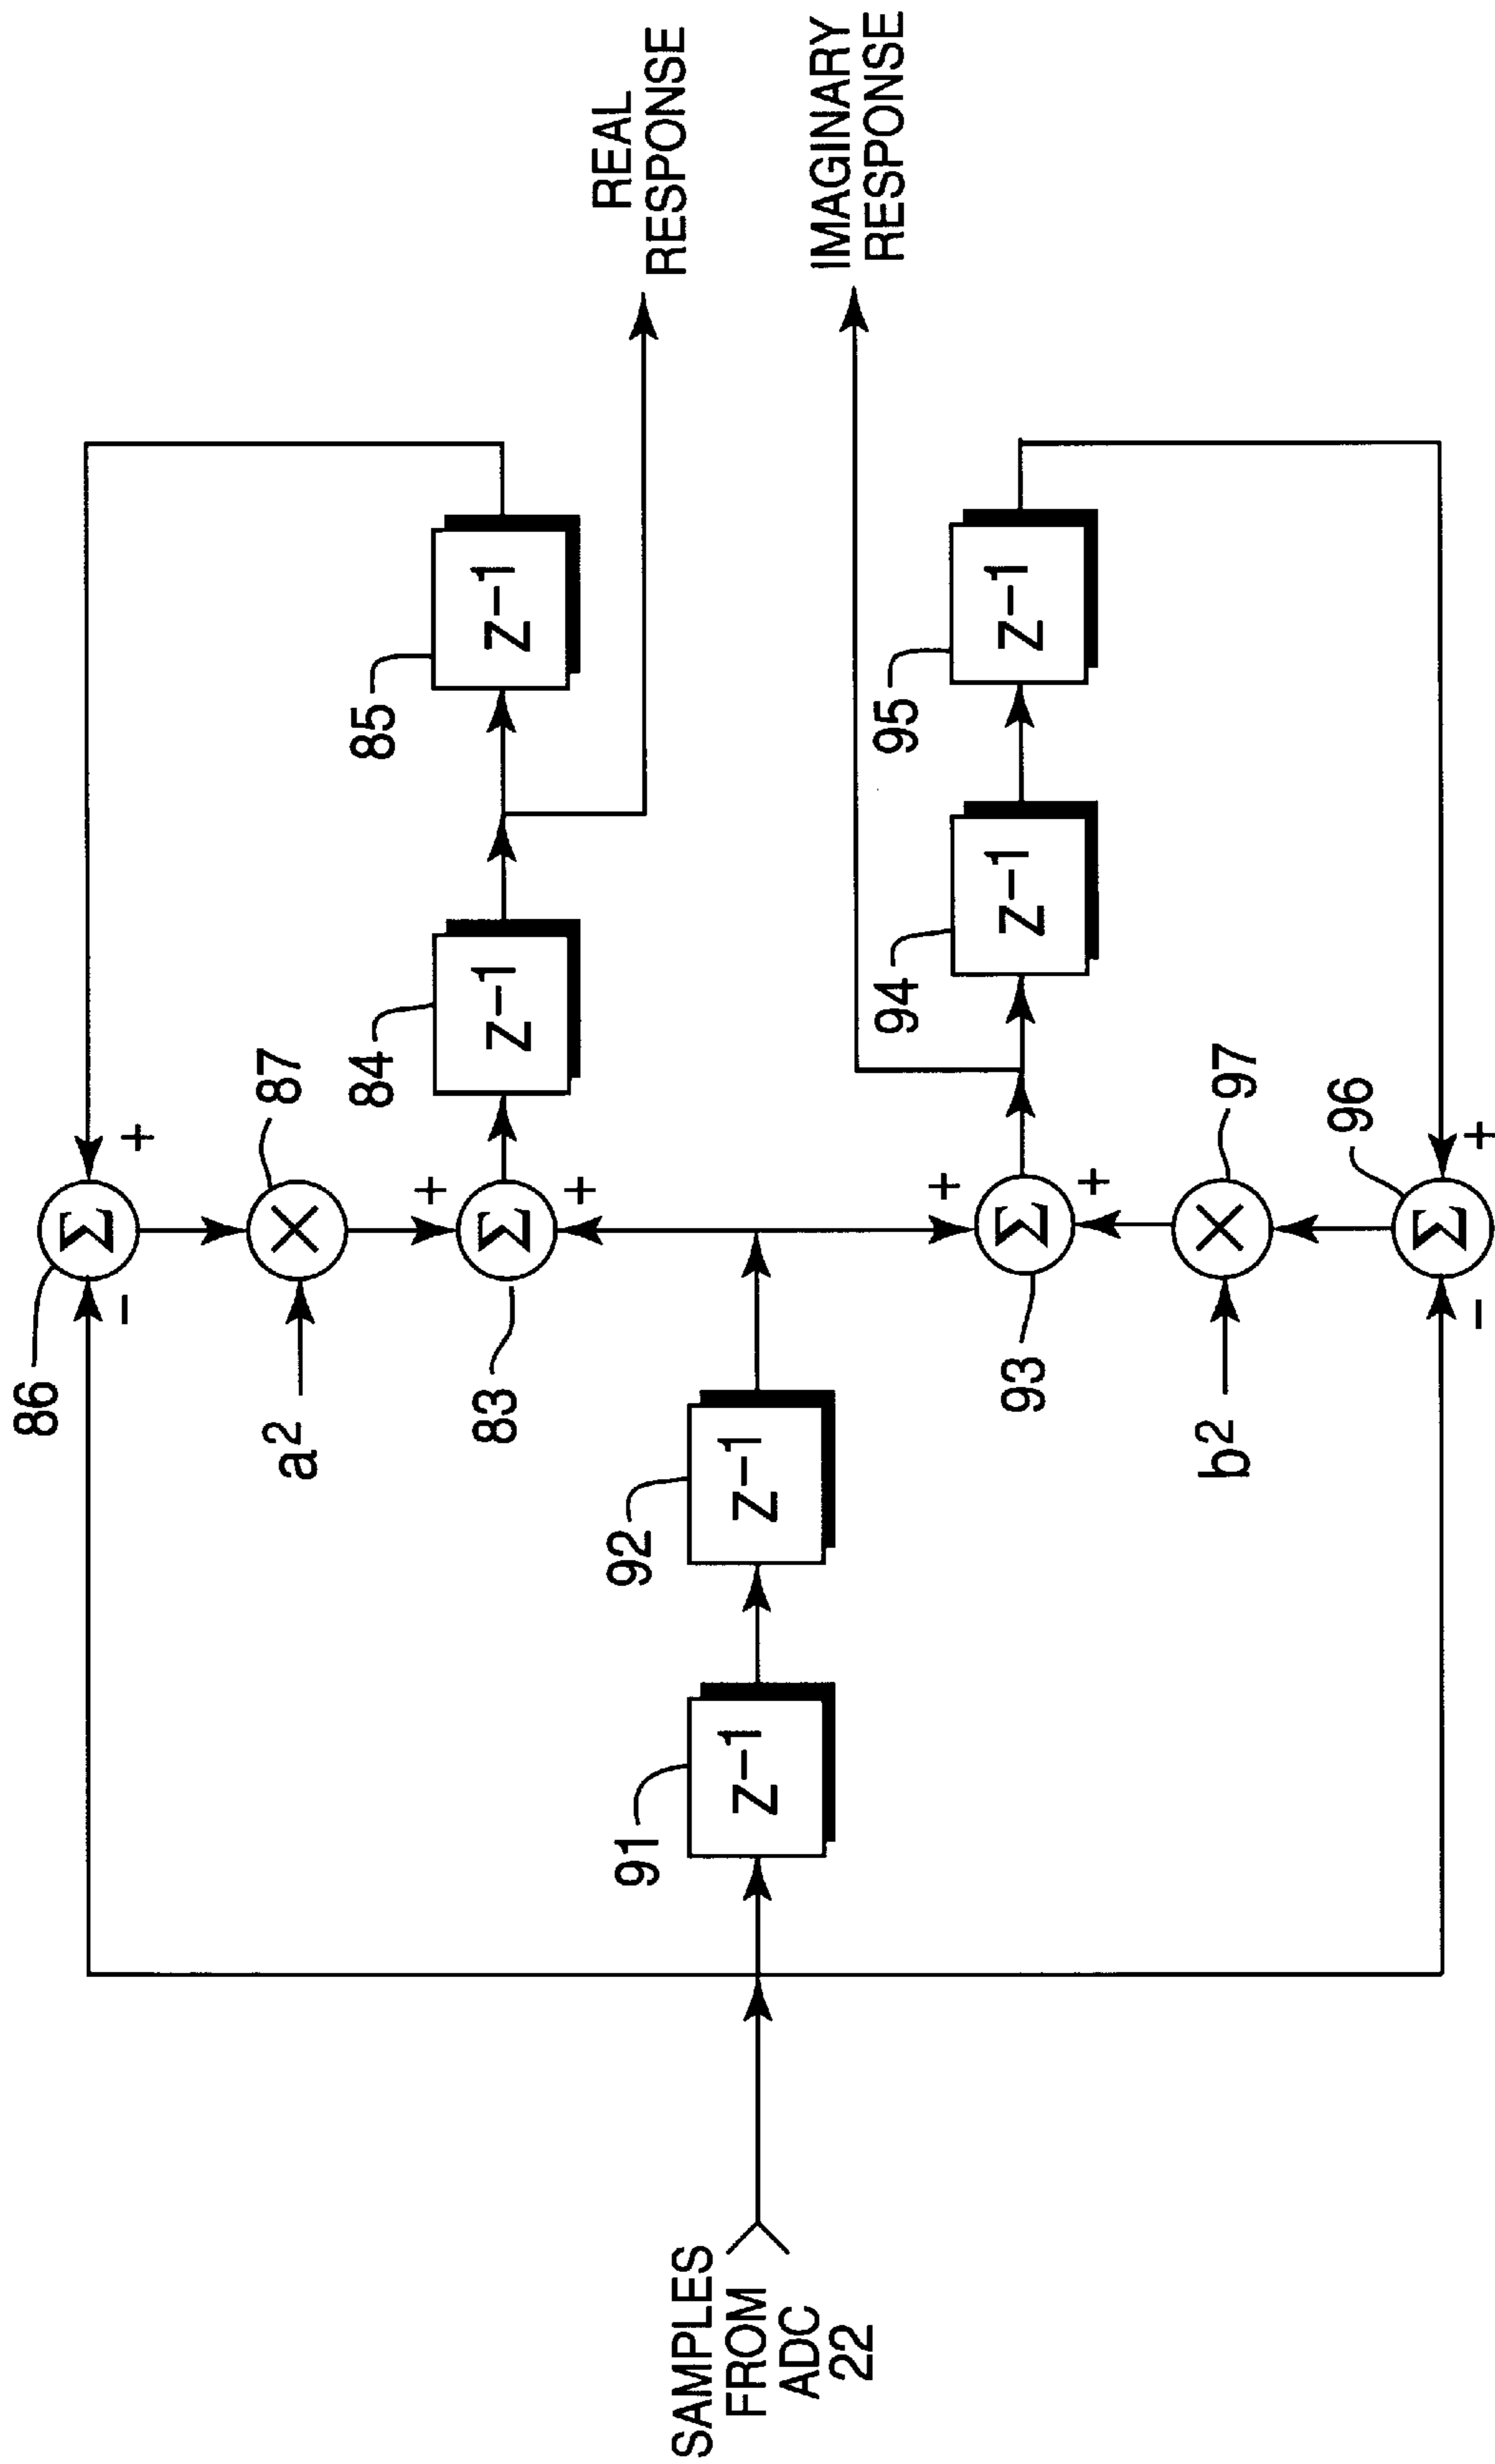 86
a²
Σ
−
+
87
×
+
83
Σ
+
84
Z⁻¹
85
Z⁻¹
REAL
RESPONSE
SAMPLES
FROM
ADC
22
91
Z⁻¹
92
Z⁻¹
IMAGINARY
RESPONSE
+
93
Σ
+
94
Z⁻¹
95
Z⁻¹
b²
×
97
−
Σ
96
+